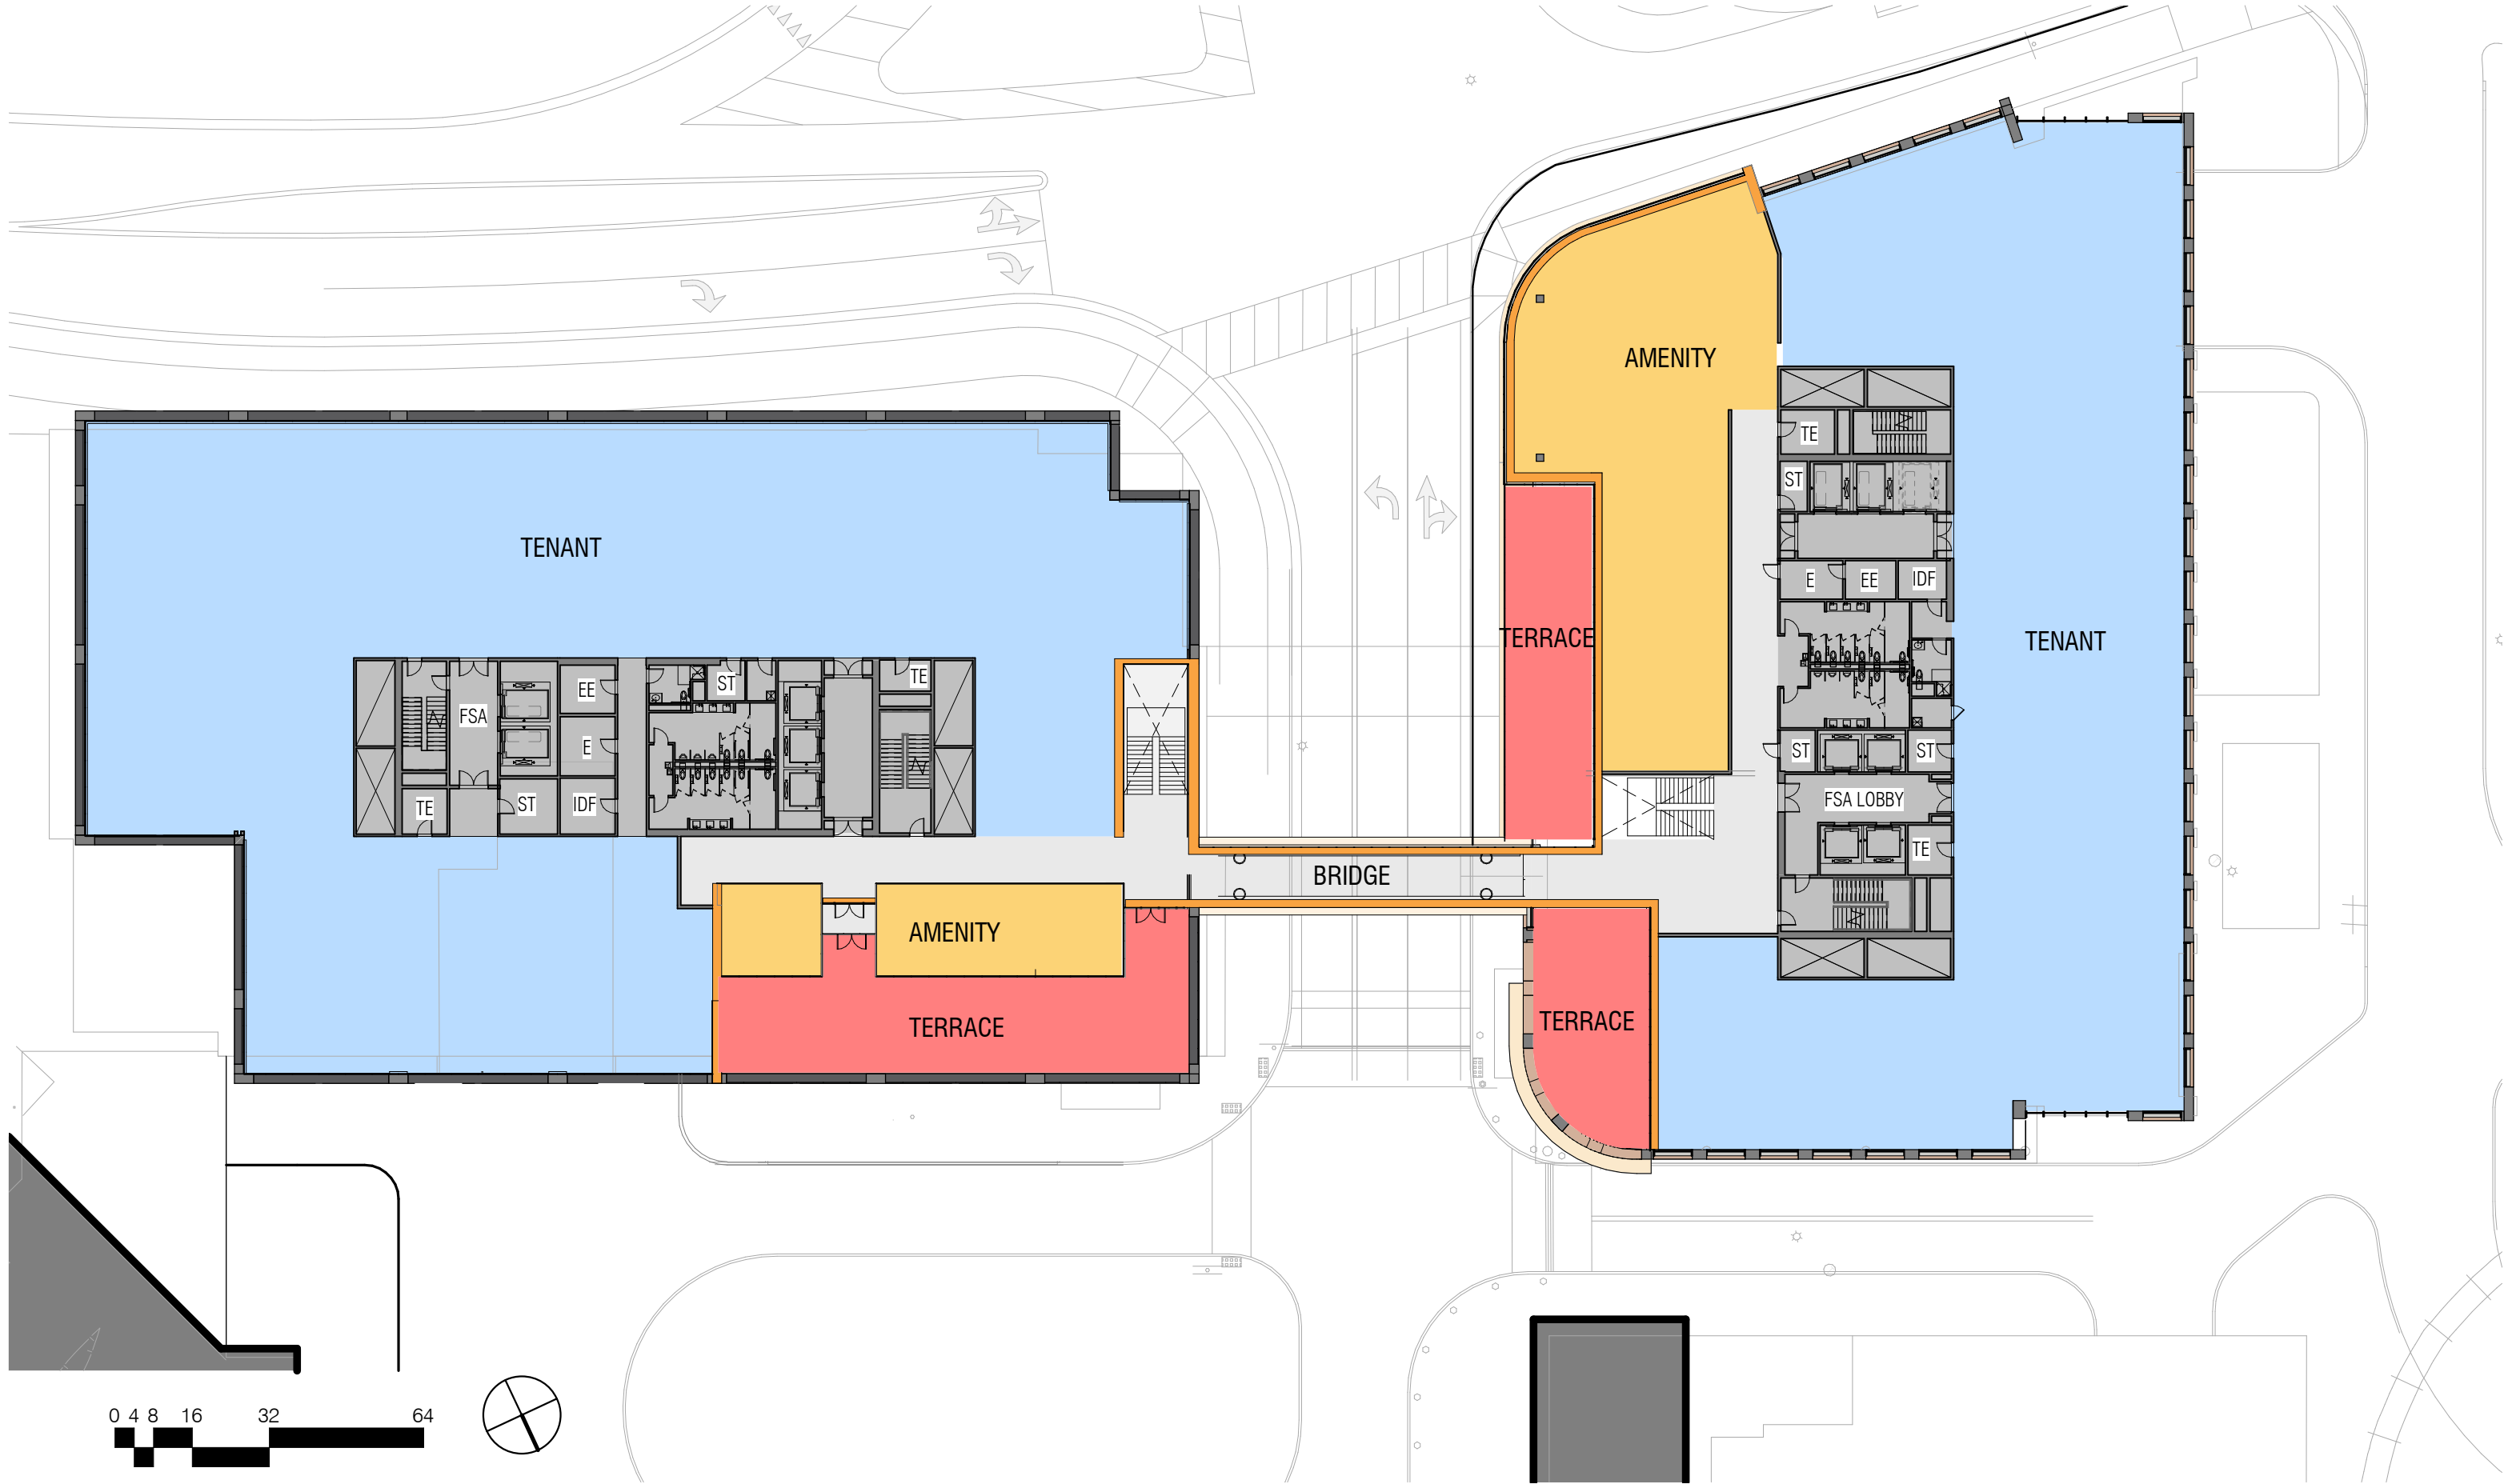 AMENITY
TE
ST
TENANT
E
EE
IDF
TERRACE
TENANT
ST
TE
EE
FSA
E
ST
ST
TE
ST
IDF
FSA LOBBY
TE
BRIDGE
AMENITY
TERRACE
TERRACE
0 4 8 16 32 64